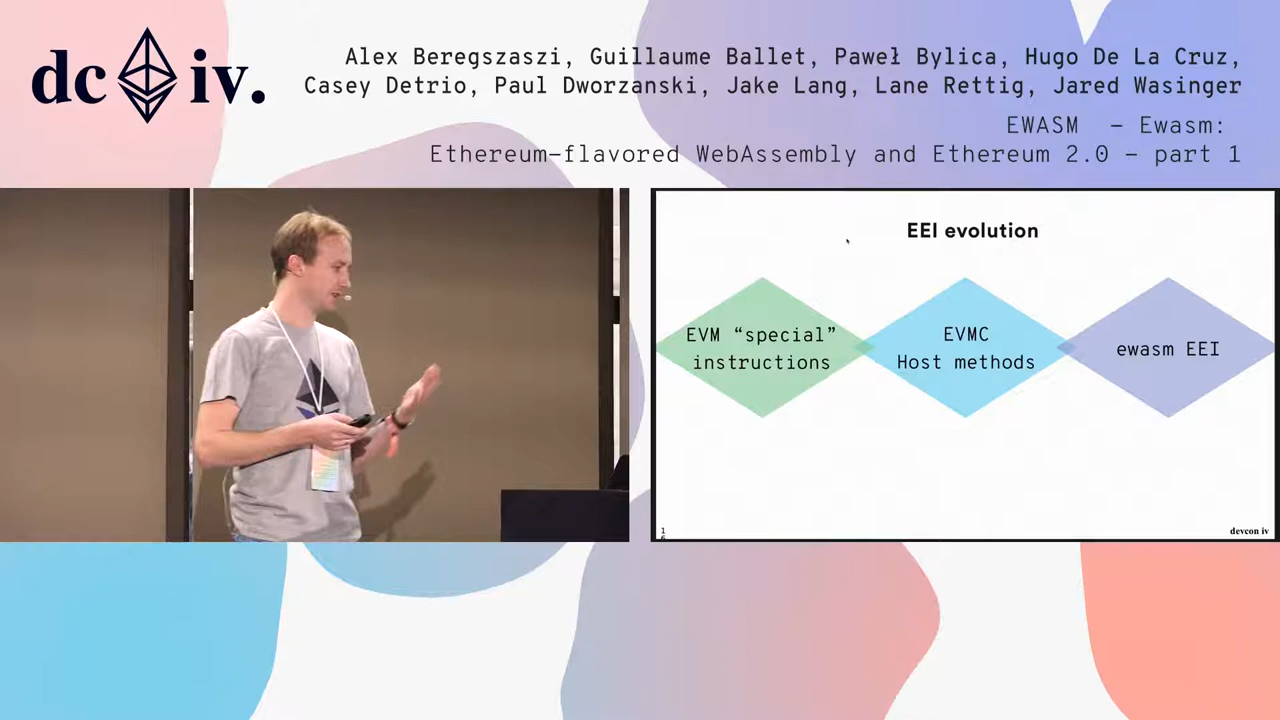 dc iv.
Alex Beregszaszi, Guillaume Ballet, Paweł Bylica, Hugo De La Cruz,
Casey Detrio, Paul Dworzanski, Jake Lang, Lane Rettig, Jared Wasinger
EWASM – Ewasm:
Ethereum-flavored WebAssembly and Ethereum 2.0 – part 1
EEI evolution
EVM “special”
instructions
EVMC
Host methods
ewasm EEI
devcon iv